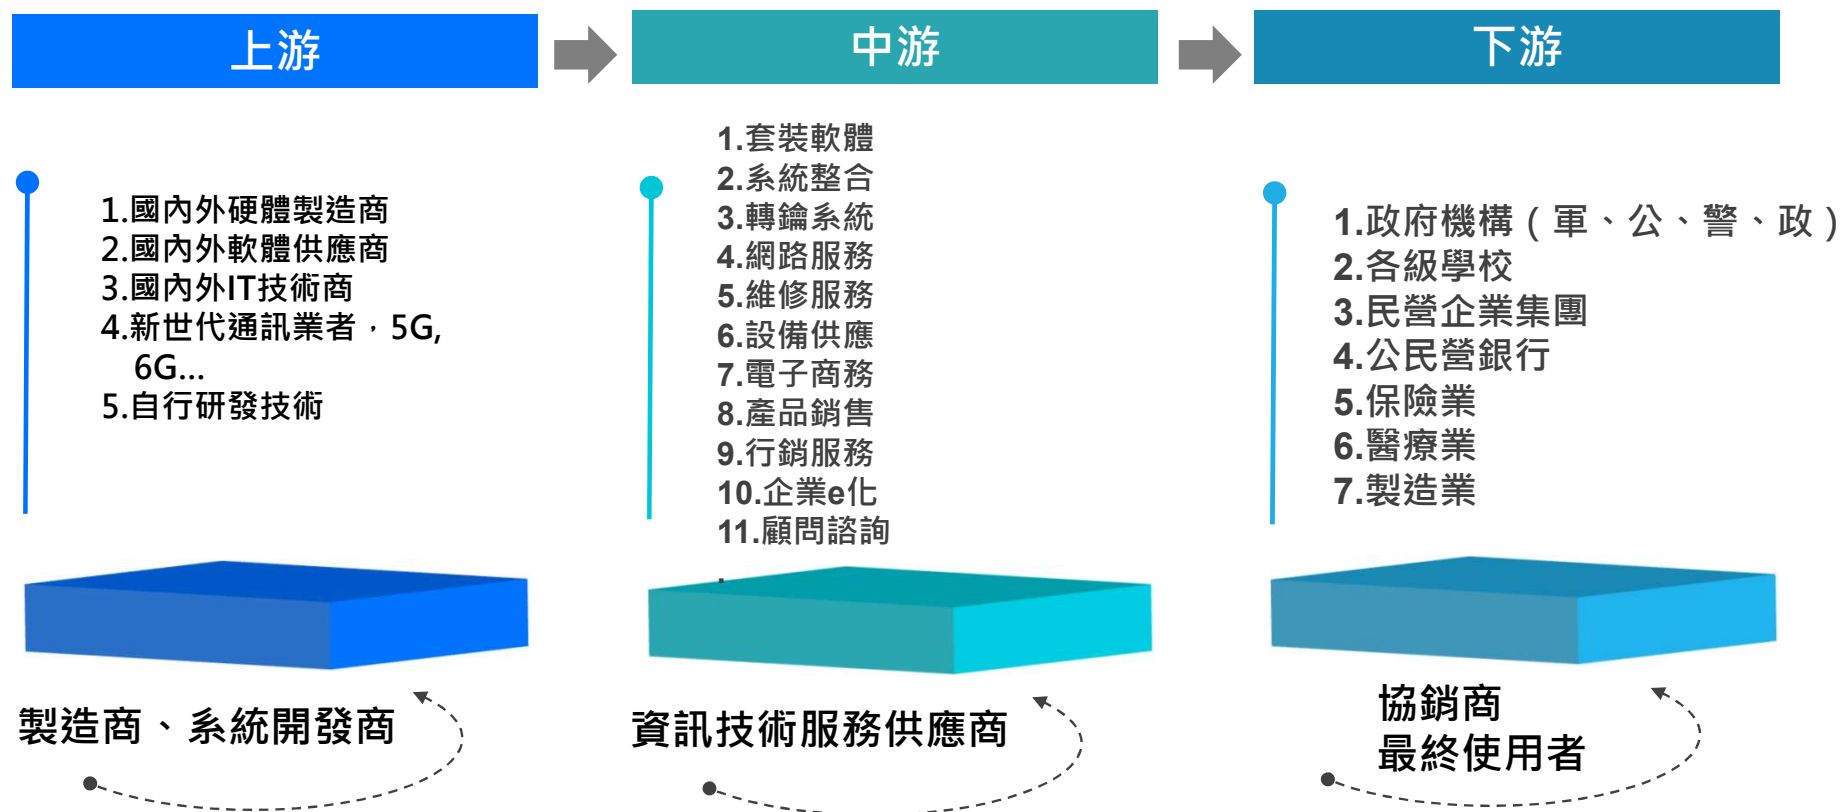 上游
1.國內外硬體製造商
2.國內外軟體供應商
3.國內外IT技術商
4.新世代通訊業者，5G,
6G...
5.自行研發技術
製造商、系統開發商
中游
1.套裝軟體
2.系統整合
3.轉鑰系統
4.網路服務
5.維修服務
6.設備供應
7.電子商務
8.產品銷售
9.行銷服務
10.企業e化
11.顧問諮詢
.
資訊技術服務供應商
下游
1.政府機構（軍、公、警、政）
2.各級學校
3.民營企業集團
4.公民營銀行
5.保險業
6.醫療業
7.製造業
協銷商
最終使用者